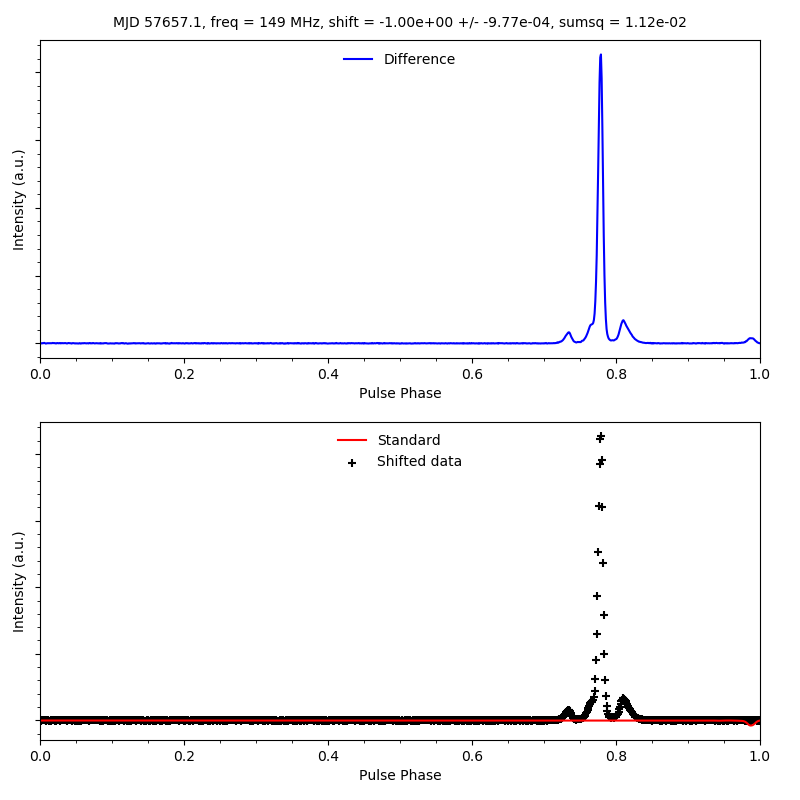 MJD 57657.1, freq = 149 MHz, shift = -1.00e+00 +/- -9.77e-04, sumsq = 1.12e-02
Difference
Intensity (a.u.)
0.0 0.2 0.4 0.6 0.8 1.0
Pulse Phase
Standard
Shifted data
Intensity (a.u.)
0.0 0.2 0.4 0.6 0.8 1.0
Pulse Phase